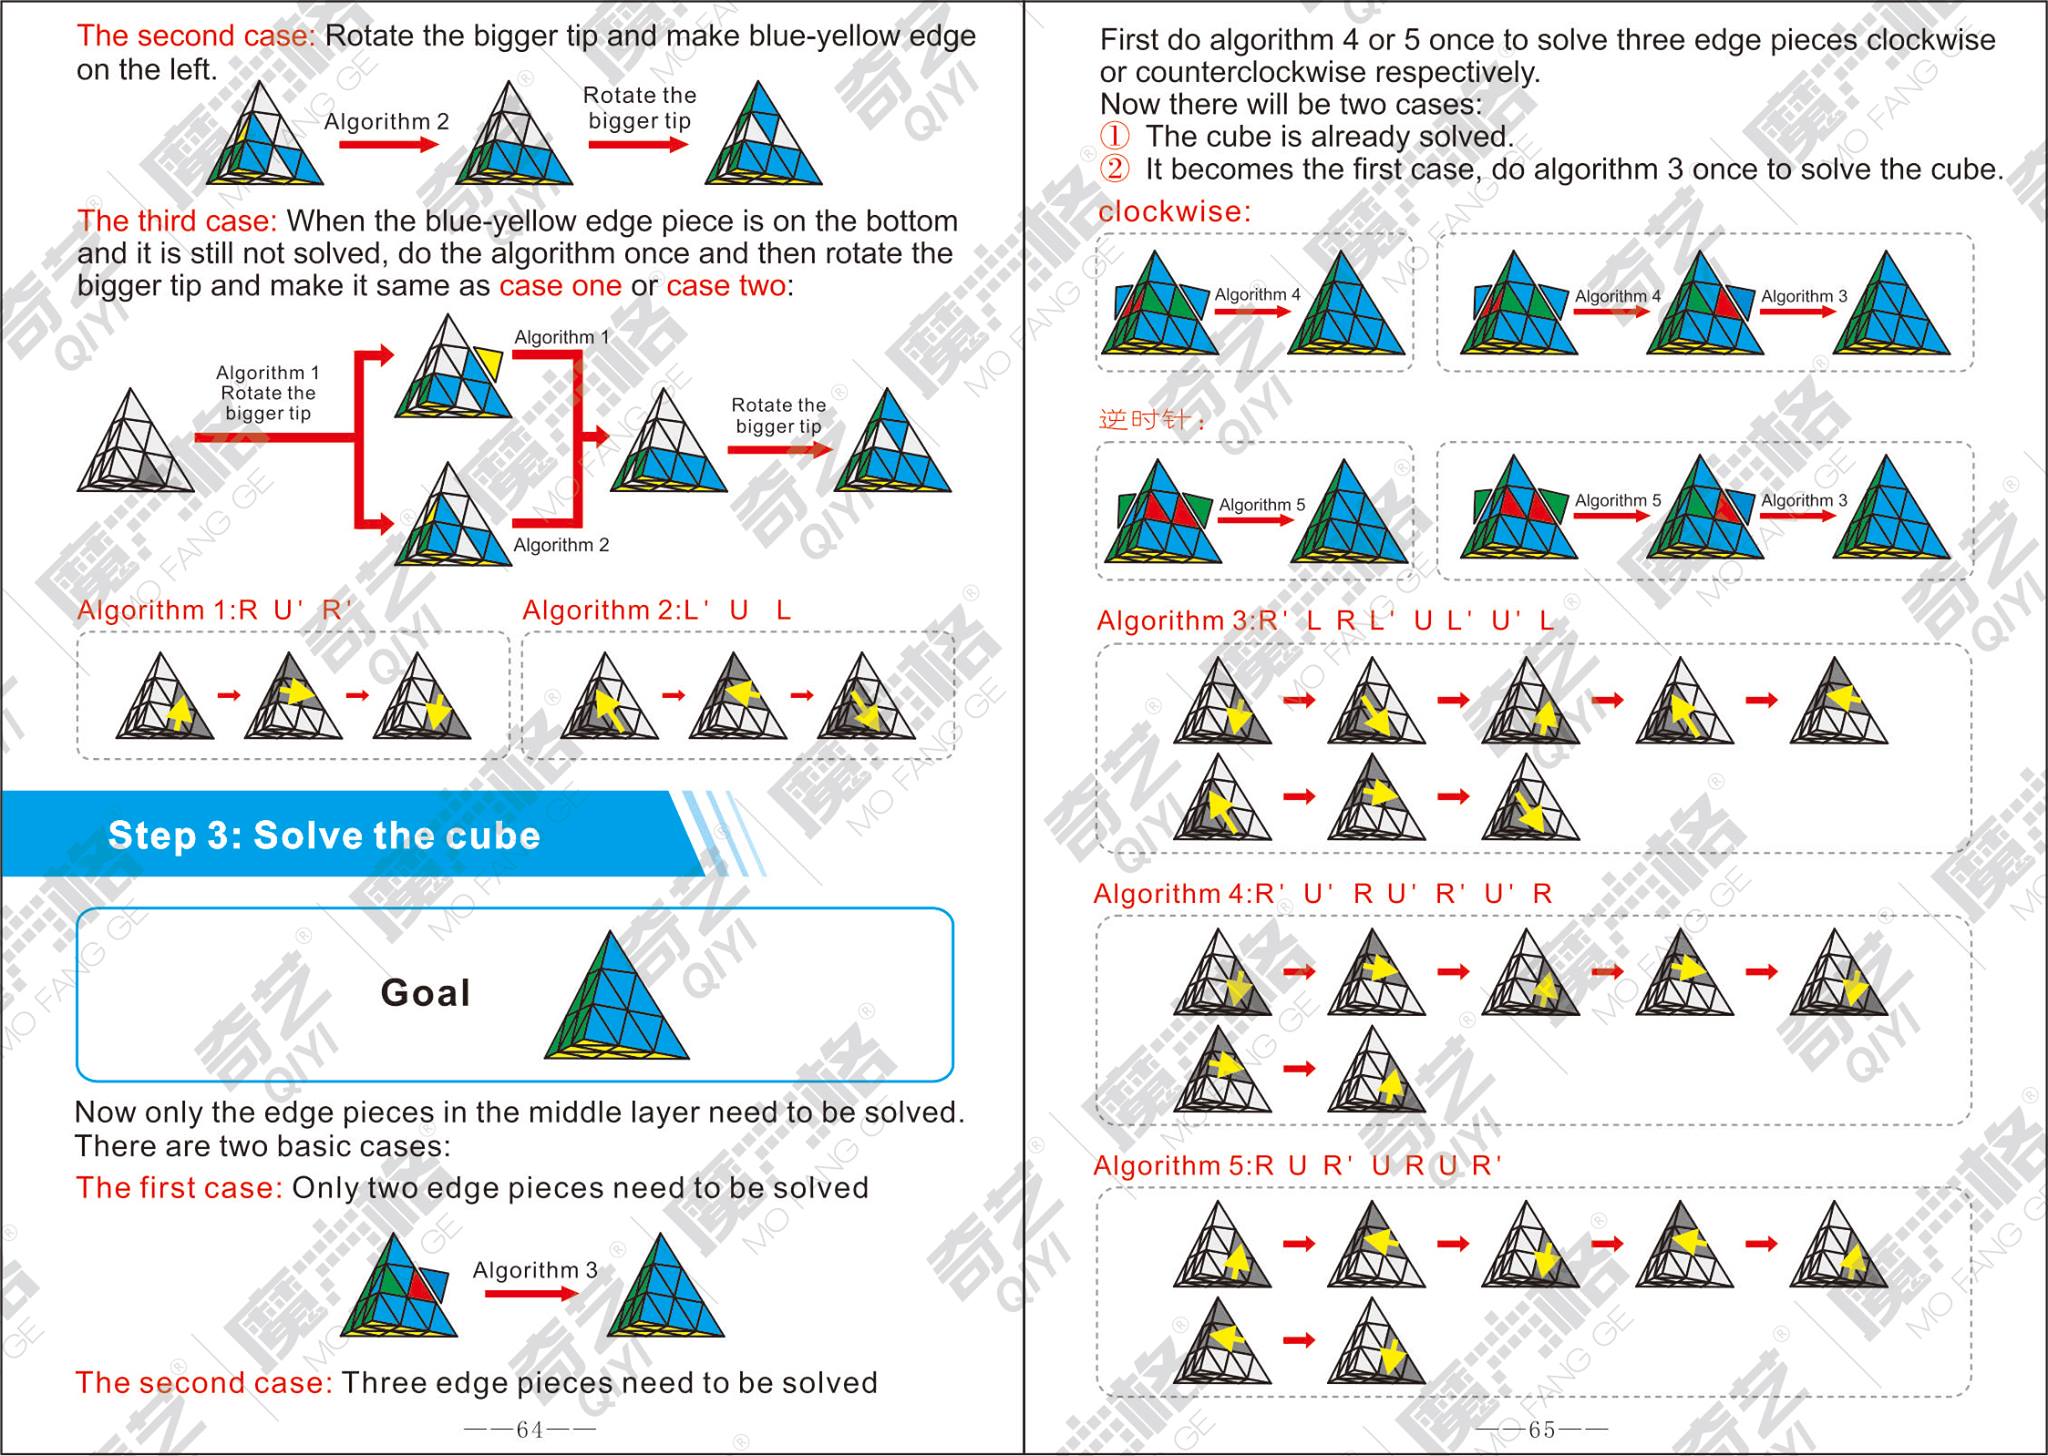 The second case: Rotate the bigger tip and make blue-yellow edge
on the left.
Algorithm 2
Rotate the
bigger tip
The third case: When the blue-yellow edge piece is on the bottom
and it is still not solved, do the algorithm once and then rotate the
bigger tip and make it same as case one or case two:
Algorithm 1
Rotate the
bigger tip
Algorithm 1
Algorithm 2
Rotate the
bigger tip
Algorithm 1:R U' R'
Algorithm 2:L' U L
Step 3: Solve the cube
Goal
Now only the edge pieces in the middle layer need to be solved.
There are two basic cases:
The first case: Only two edge pieces need to be solved
Algorithm 3
The second case: Three edge pieces need to be solved
——64——
First do algorithm 4 or 5 once to solve three edge pieces clockwise
or counterclockwise respectively.
Now there will be two cases:
① The cube is already solved.
② It becomes the first case, do algorithm 3 once to solve the cube.
clockwise:
Algorithm 4
Algorithm 4
Algorithm 3
逆时针:
Algorithm 5
Algorithm 5
Algorithm 3
Algorithm 3:R' L R L' U L' U' L
Algorithm 4:R' U' R U' R' U' R
Algorithm 5:R U R' U R U R'
——65——
魔方格
MO FANG GE
奇艺®
QIYI